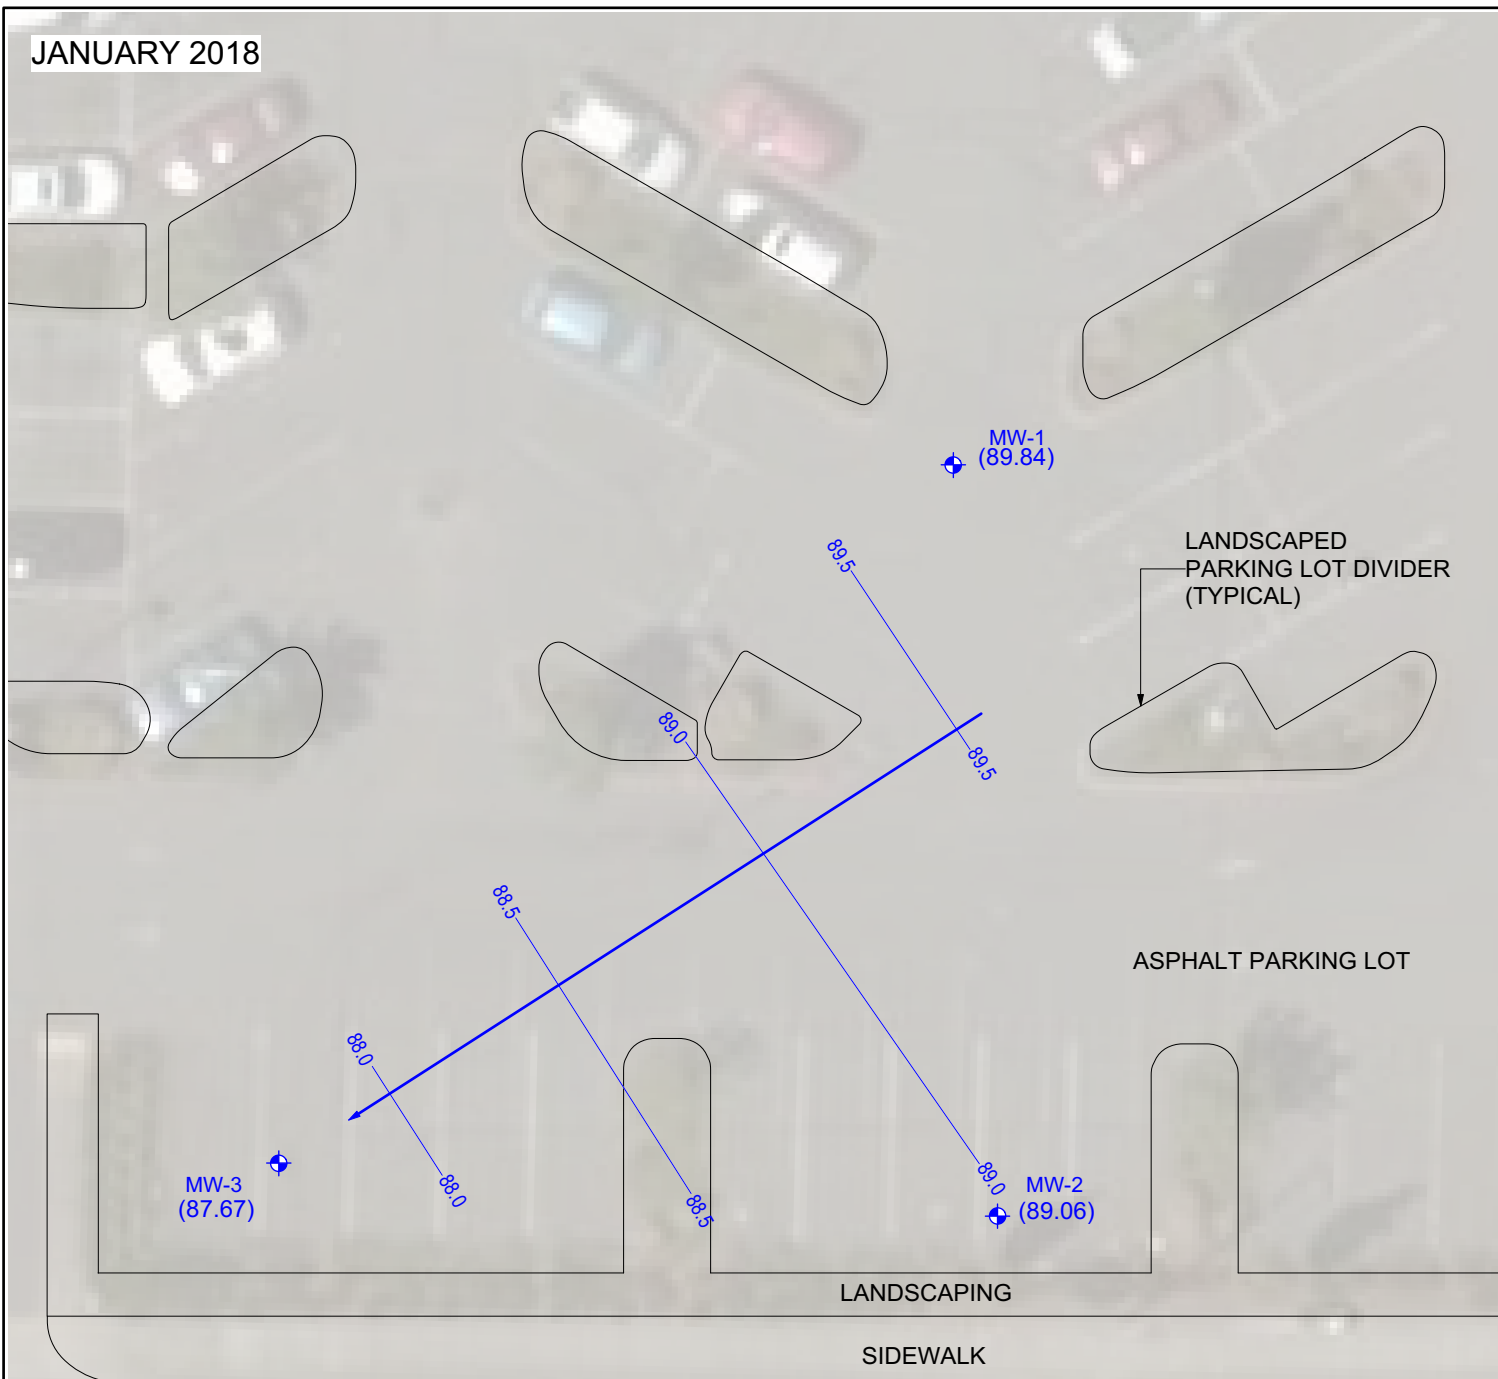 JANUARY 2018
MW-1
(89.84)
LANDSCAPED
PARKING LOT DIVIDER
(TYPICAL)
89.5
89.0
89.5
88.5
ASPHALT PARKING LOT
88.0
MW-3
(87.67)
88.0
88.5
89.0
MW-2
(89.06)
LANDSCAPING
SIDEWALK